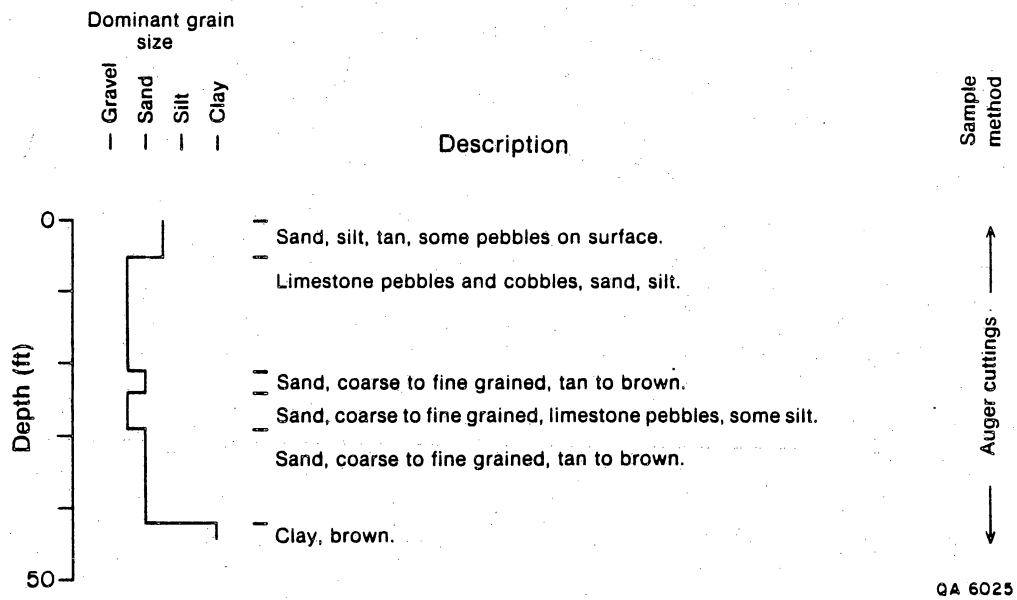 Dominant grain
size
Gravel
Sand
Silt
Clay
Description
Sample
method
Depth (ft)
0
Sand, silt, tan, some pebbles on surface.
Limestone pebbles and cobbles, sand, silt.
Sand, coarse to fine grained, tan to brown.
Sand, coarse to fine grained, limestone pebbles, some silt.
Sand, coarse to fine grained, tan to brown.
Clay, brown.
50
Auger cuttings
QA 6025